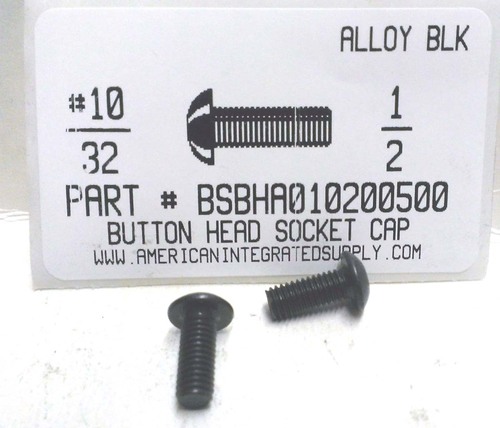 ALLOY BLK
#10
32
1
2
PART # BSBHA010200500
BUTTON HEAD SOCKET CAP
WWW.AMERICANINTEGRATEDSUPPLY.COM